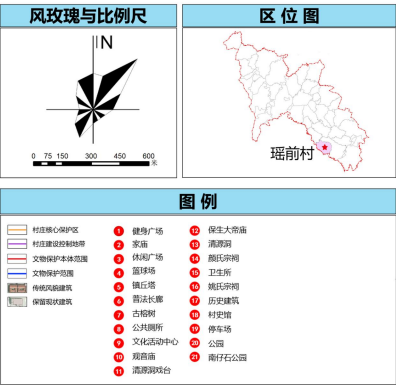 风玫瑰与比例尺
N
0 75 150 300 450 600
米
区位图
瑶前村
图例
村庄核心保护区
村庄建设控制地带
文物保护本体范围
文物保护范围
传统风貌建筑
保留现状建筑
1 健身广场
2 家庙
3 休闲广场
4 篮球场
5 镇丘塔
6 普法长廊
7 古榕树
8 公共厕所
9 文化活动中心
10 观音庙
11 清源洞戏台
12 保生大帝庙
13 清源洞
14 颜氏宗祠
15 卫生所
16 姚氏宗祠
17 历史建筑
18 村史馆
19 停车场
20 公园
21 南仔石公园